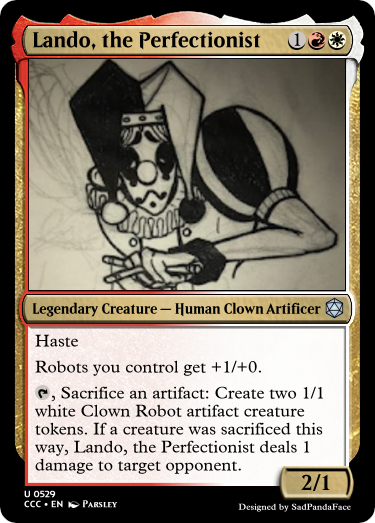 Lando, the Perfectionist 1
Legendary Creature — Human Clown Artificer
Haste
Robots you control get +1/+0.
, Sacrifice an artifact: Create two 1/1
white Clown Robot artifact creature
tokens. If a creature was sacrificed this
way, Lando, the Perfectionist deals 1
damage to target opponent.
2/1
U 0529
CCC • EN Parsley
Designed by SadPandaFace